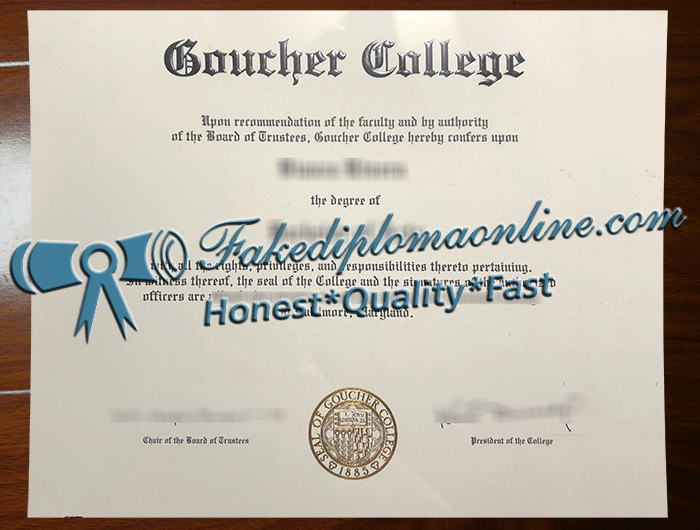 Goucher College
Upon recommendation of the faculty and by authority
of the Board of Trustees, Goucher College hereby confers upon
the degree of
© Fakediplomaonline.com
with all the rights, privileges, and responsibilities thereto pertaining.
In witness thereof, the seal of the College and the signatures of the
officers are
Honest*Quality*Fast
Baltimore, Maryland.
SEAL OF GOUCHER COLLEGE
1885
Chair of the Board of Trustees
President of the College